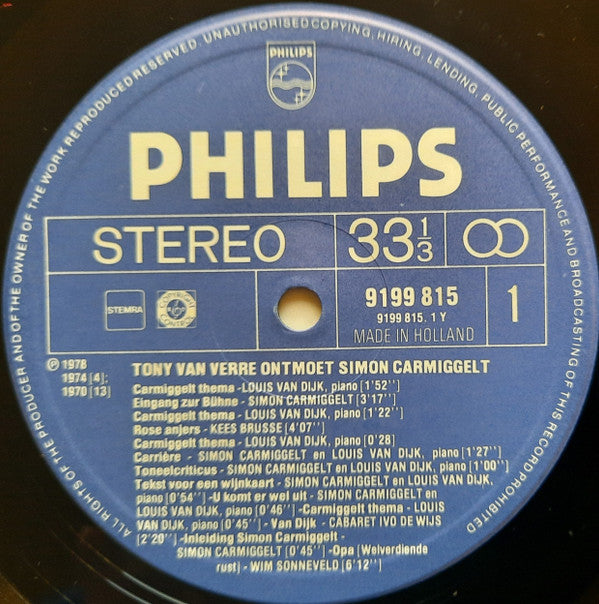 ALL RIGHTS OF THE PRODUCER AND OF THE OWNER OF THE WORK REPRODUCED RESERVED. UNAUTHORISED COPYING, HIRING, LENDING, PUBLIC PERFORMANCE AND BROADCASTING OF THIS RECORD PROHIBITED
PHILIPS
PHILIPS
STEREO 33 1/3
STEMRA COPYRIGHT CONTROL 9199 815 1
9199 815. 1 Y
MADE IN HOLLAND
℗ 1978 TONY VAN VERRE ONTMOET SIMON CARMIGGELT
1974 [4]; Carmiggelt thema - LOUIS VAN DIJK, piano [1'52'']
1970 [13] Eingang zur Bühne - SIMON CARMIGGELT [3'17'']
Carmiggelt thema - LOUIS VAN DIJK, piano [1'22'']
Rose anjers - KEES BRUSSE [4'07'']
Carmiggelt thema - LOUIS VAN DIJK, piano [0'28]
Carrière - SIMON CARMIGGELT en LOUIS VAN DIJK, piano [1'27'']
Toneelcriticus - SIMON CARMIGGELT en LOUIS VAN DIJK, piano [1'00'']
Tekst voor een wijnkaart - SIMON CARMIGGELT en LOUIS VAN DIJK,
piano [0'54''] - U komt er wel uit - SIMON CARMIGGELT en
LOUIS VAN DIJK, piano [0'46''] - Carmiggelt thema - LOUIS
VAN DIJK, piano [0'45''] - Van Dijk - CABARET IVO DE WIJS
[2'20''] - Inleiding Simon Carmiggelt -
SIMON CARMIGGELT [0'45''] - Opa [Welverdiende
rust] - WIM SONNEVELD [6'12'']